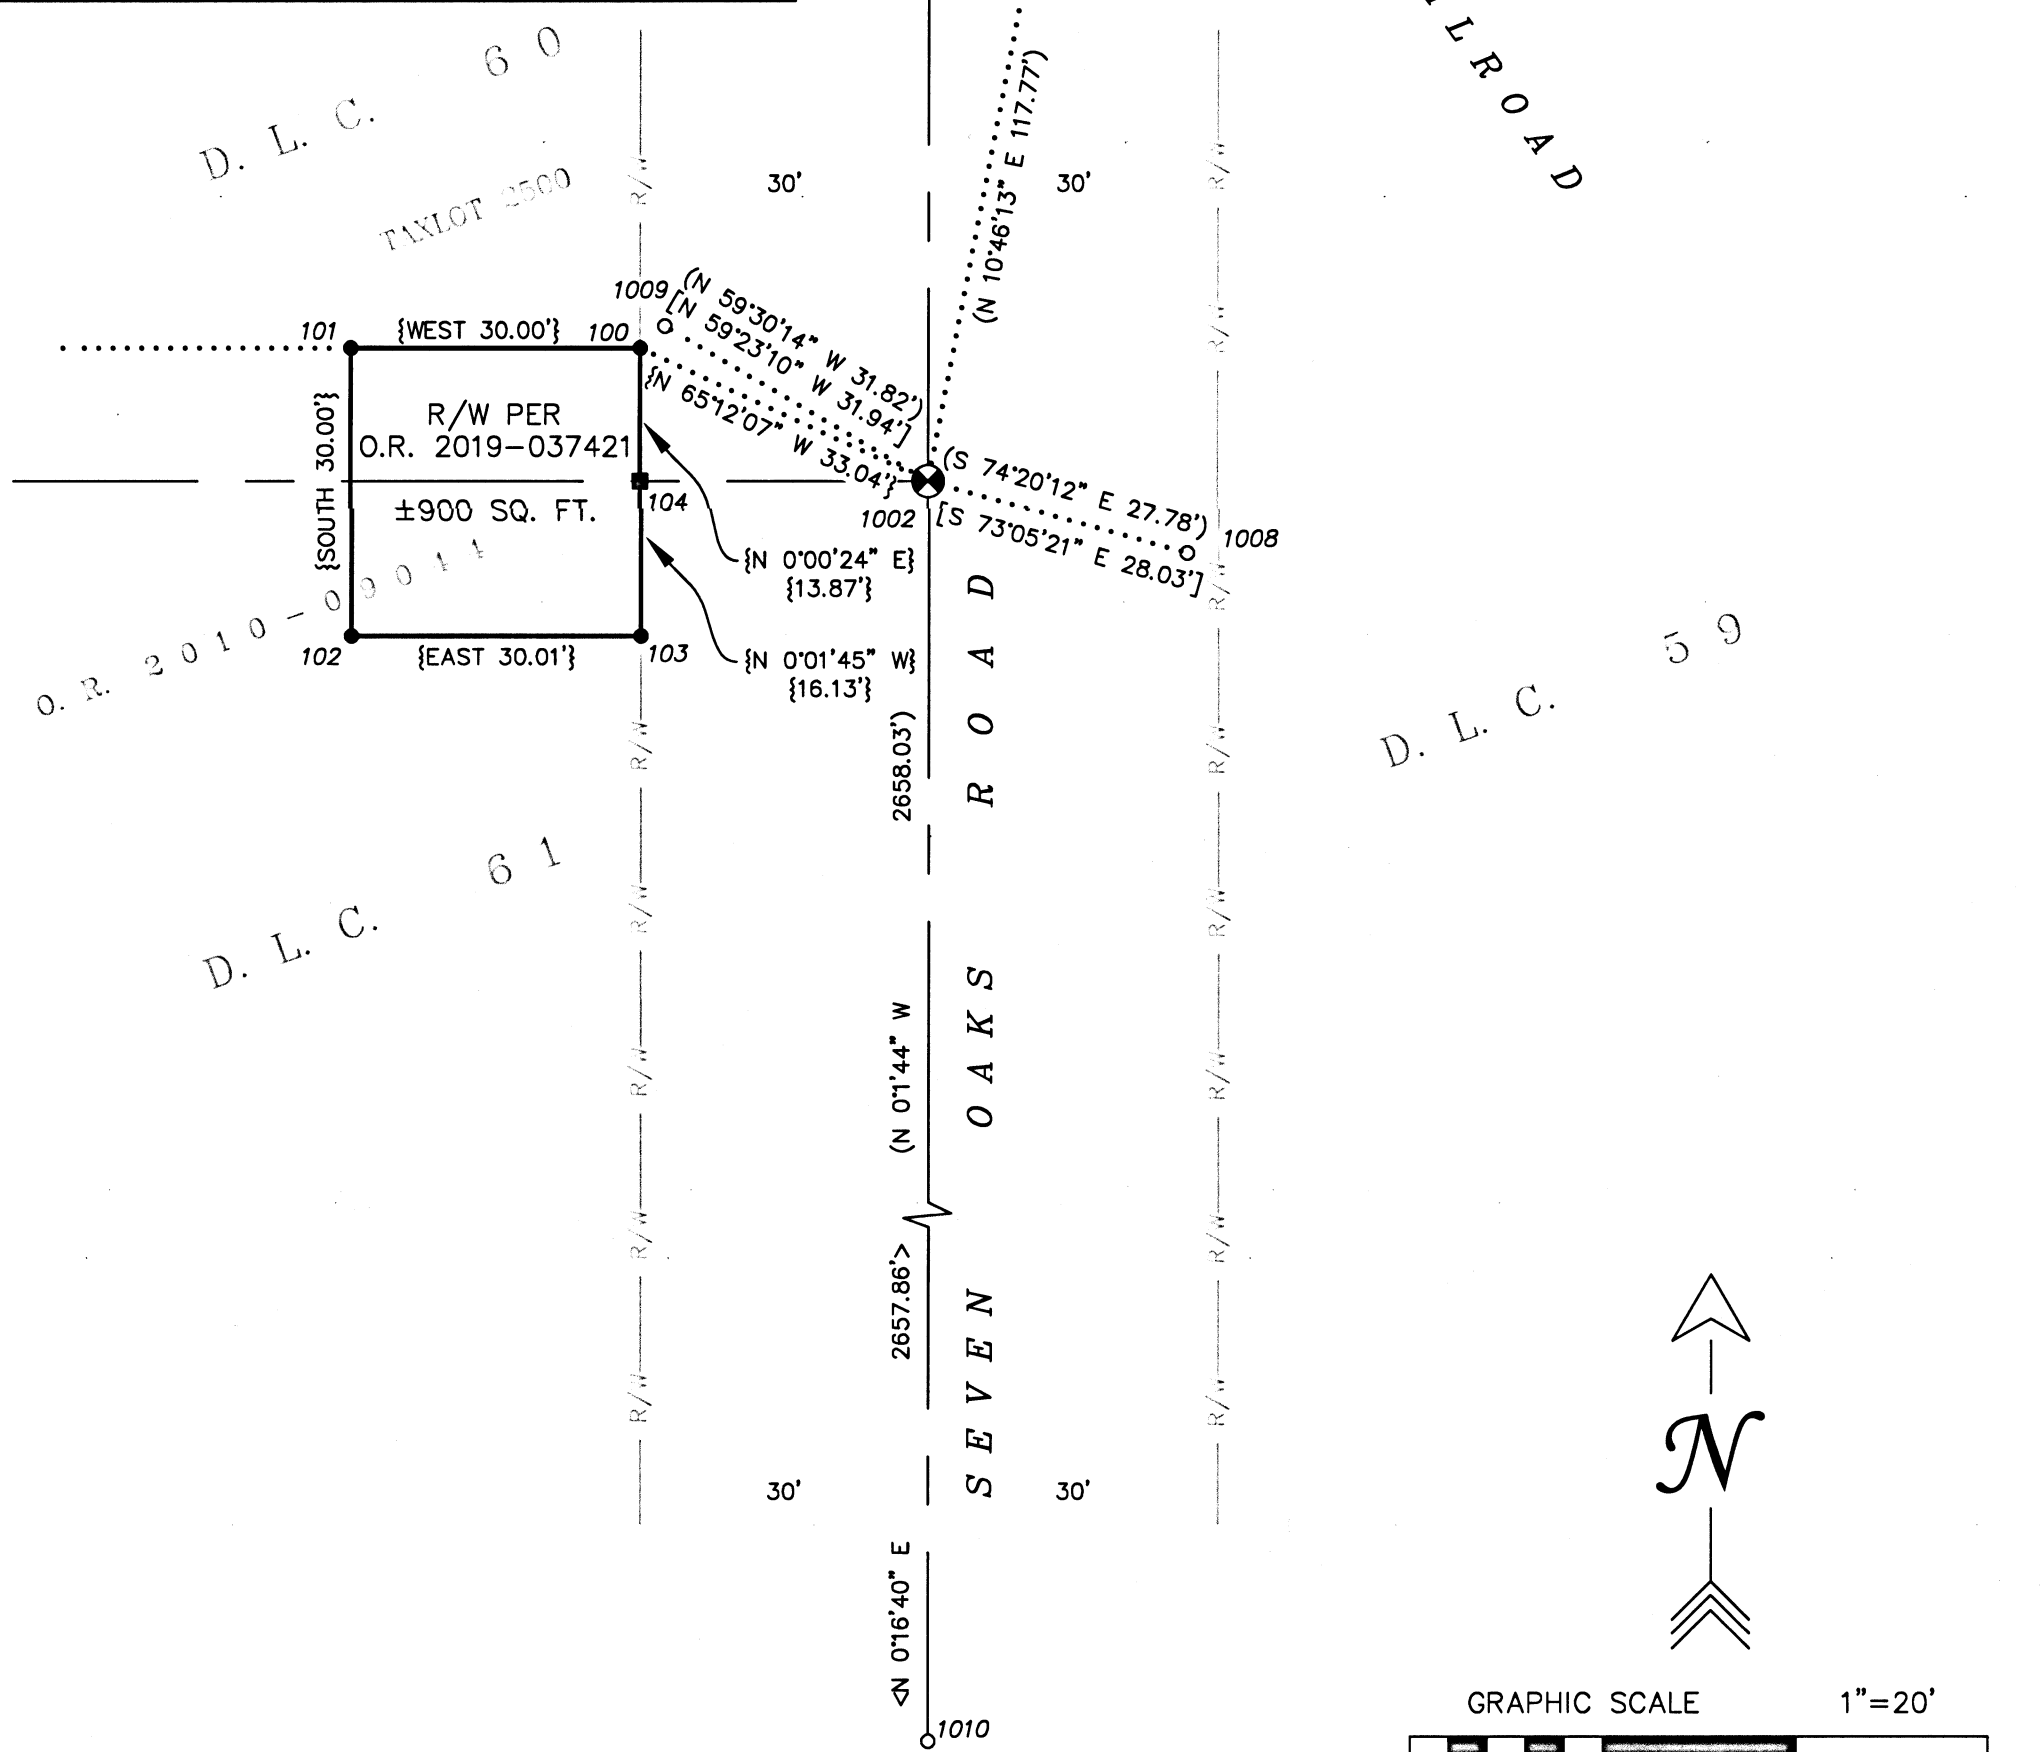 D. L. C. 60
TAXLOT 2500
ILROAD
30'
30'
(N 10°46'13" E 117.77')
1009
(N 59°30'14" W 31.82')
[N 59°23'10" W 31.94']
{N 65°12'07" W 33.04'}
101
{WEST 30.00'}
100
R/W PER
O.R. 2019-037421
±900 SQ. FT.
{SOUTH 30.00'}
104
1002
(S 74°20'12" E 27.78')
[S 73°05'21" E 28.03']
1008
{N 0°00'24" E}
{13.87'}
{N 0°01'45" W}
{16.13'}
102
{EAST 30.01'}
103
O. R. 2010-09044
D. L. C. 59
D. L. C. 61
(N 0°1'44" W 2658.03')
<N 0°16'40" E 2657.86'>
SEVEN OAKS ROAD
R/W
R/W
R/W
R/W
R/W
R/W
R/W
R/W
R/W
R/W
R/W
R/W
R/W
R/W
30'
30'
1010
N
GRAPHIC SCALE 1"=20'